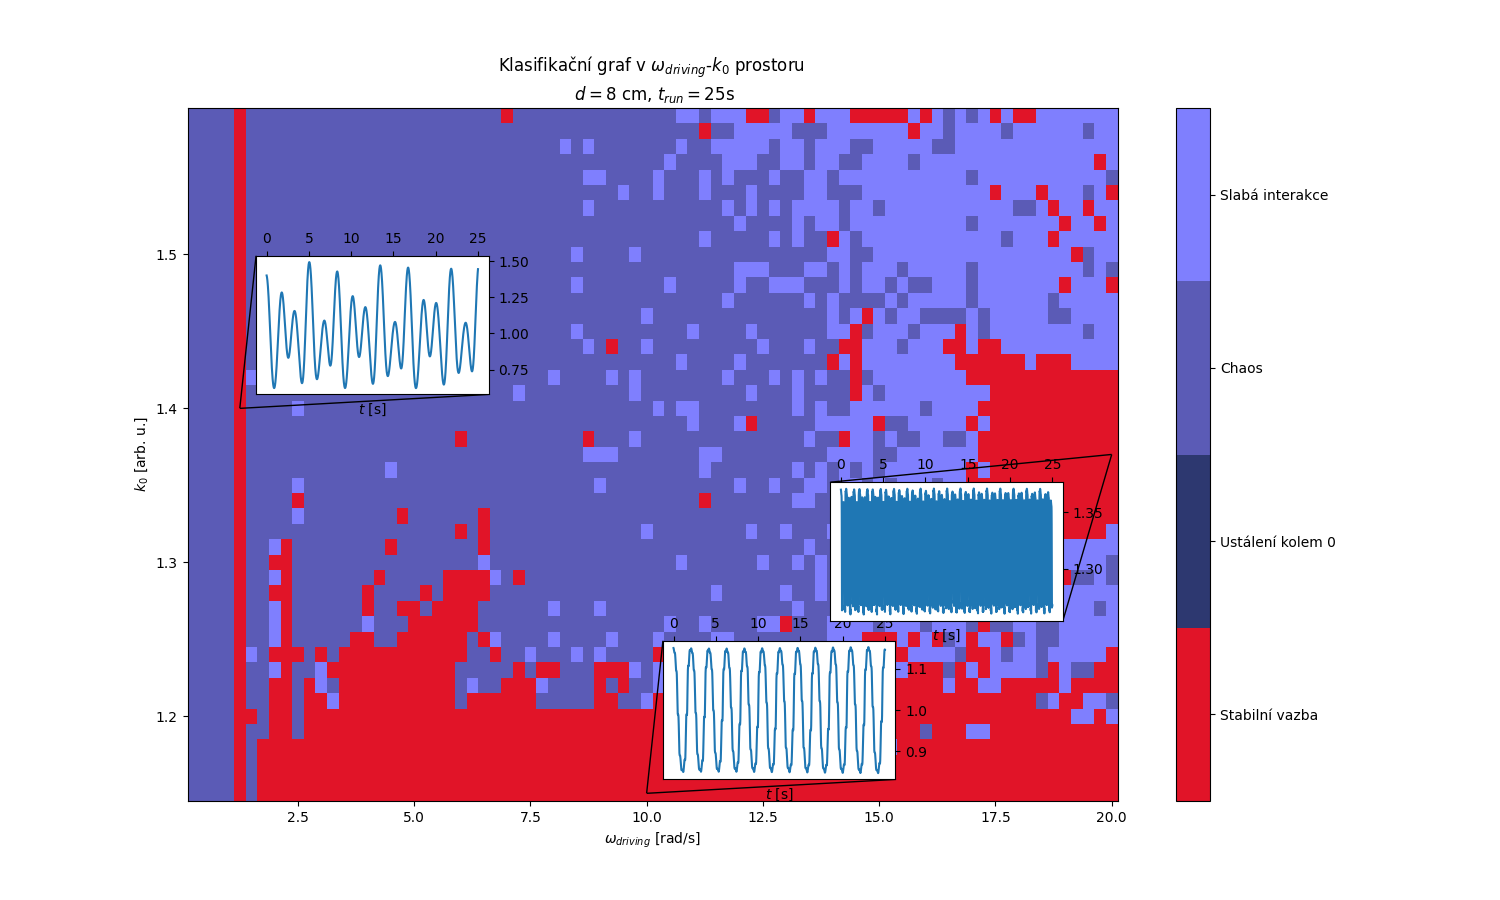 Klasifikační graf v ω_driving-k₀ prostoru
d = 8 cm, t_run = 25s
k₀ [arb. u.]
1.5
1.4
1.3
1.2
0 5 10 15 20 25
1.50
1.25
1.00
0.75
t [s]
0 5 10 15 20 25
1.35
1.30
t [s]
0 5 10 15 20 25
1.1
1.0
0.9
t [s]
2.5 5.0 7.5 10.0 12.5 15.0 17.5 20.0
ω_driving [rad/s]
Slabá interakce
Chaos
Ustálení kolem 0
Stabilní vazba